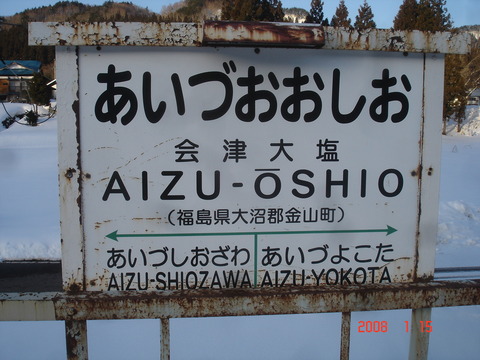 あいづおおしお
会津大塩
AIZU-ŌSHIO
(福島県大沼郡金山町)
あいづしおざわ あいづよこた
AIZU-SHIOZAWA AIZU-YOKOTA
2008 1 15